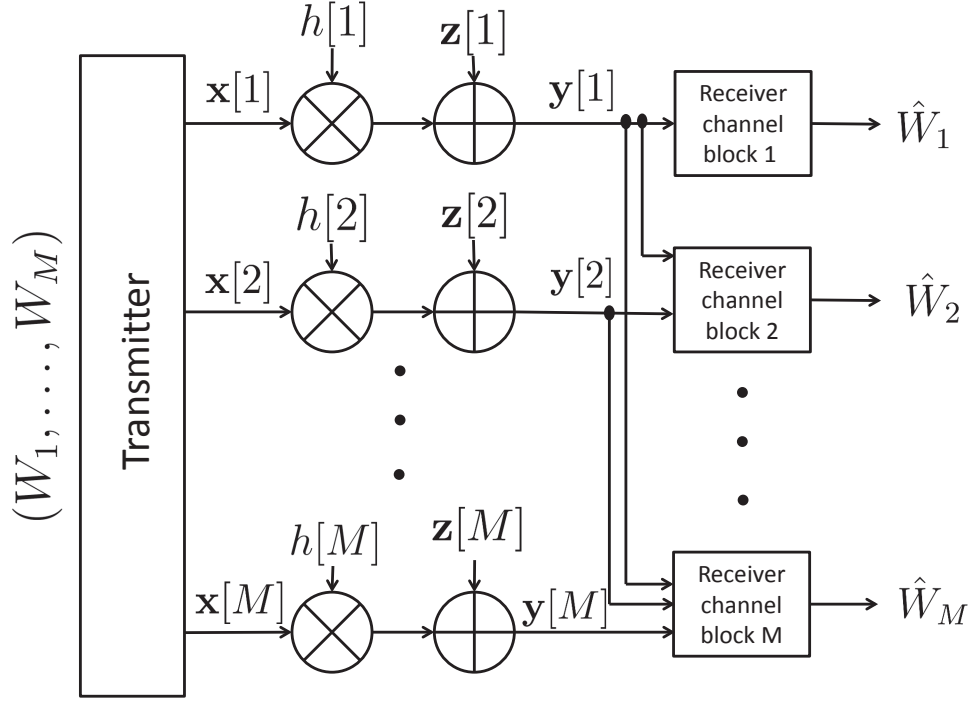 (W_1, . . . , W_M)
Transmitter
h[1]
z[1]
x[1]
y[1]
Receiver
channel
block 1
Ŵ_1
h[2]
z[2]
x[2]
y[2]
Receiver
channel
block 2
Ŵ_2
h[M]
z[M]
x[M]
y[M]
Receiver
channel
block M
Ŵ_M